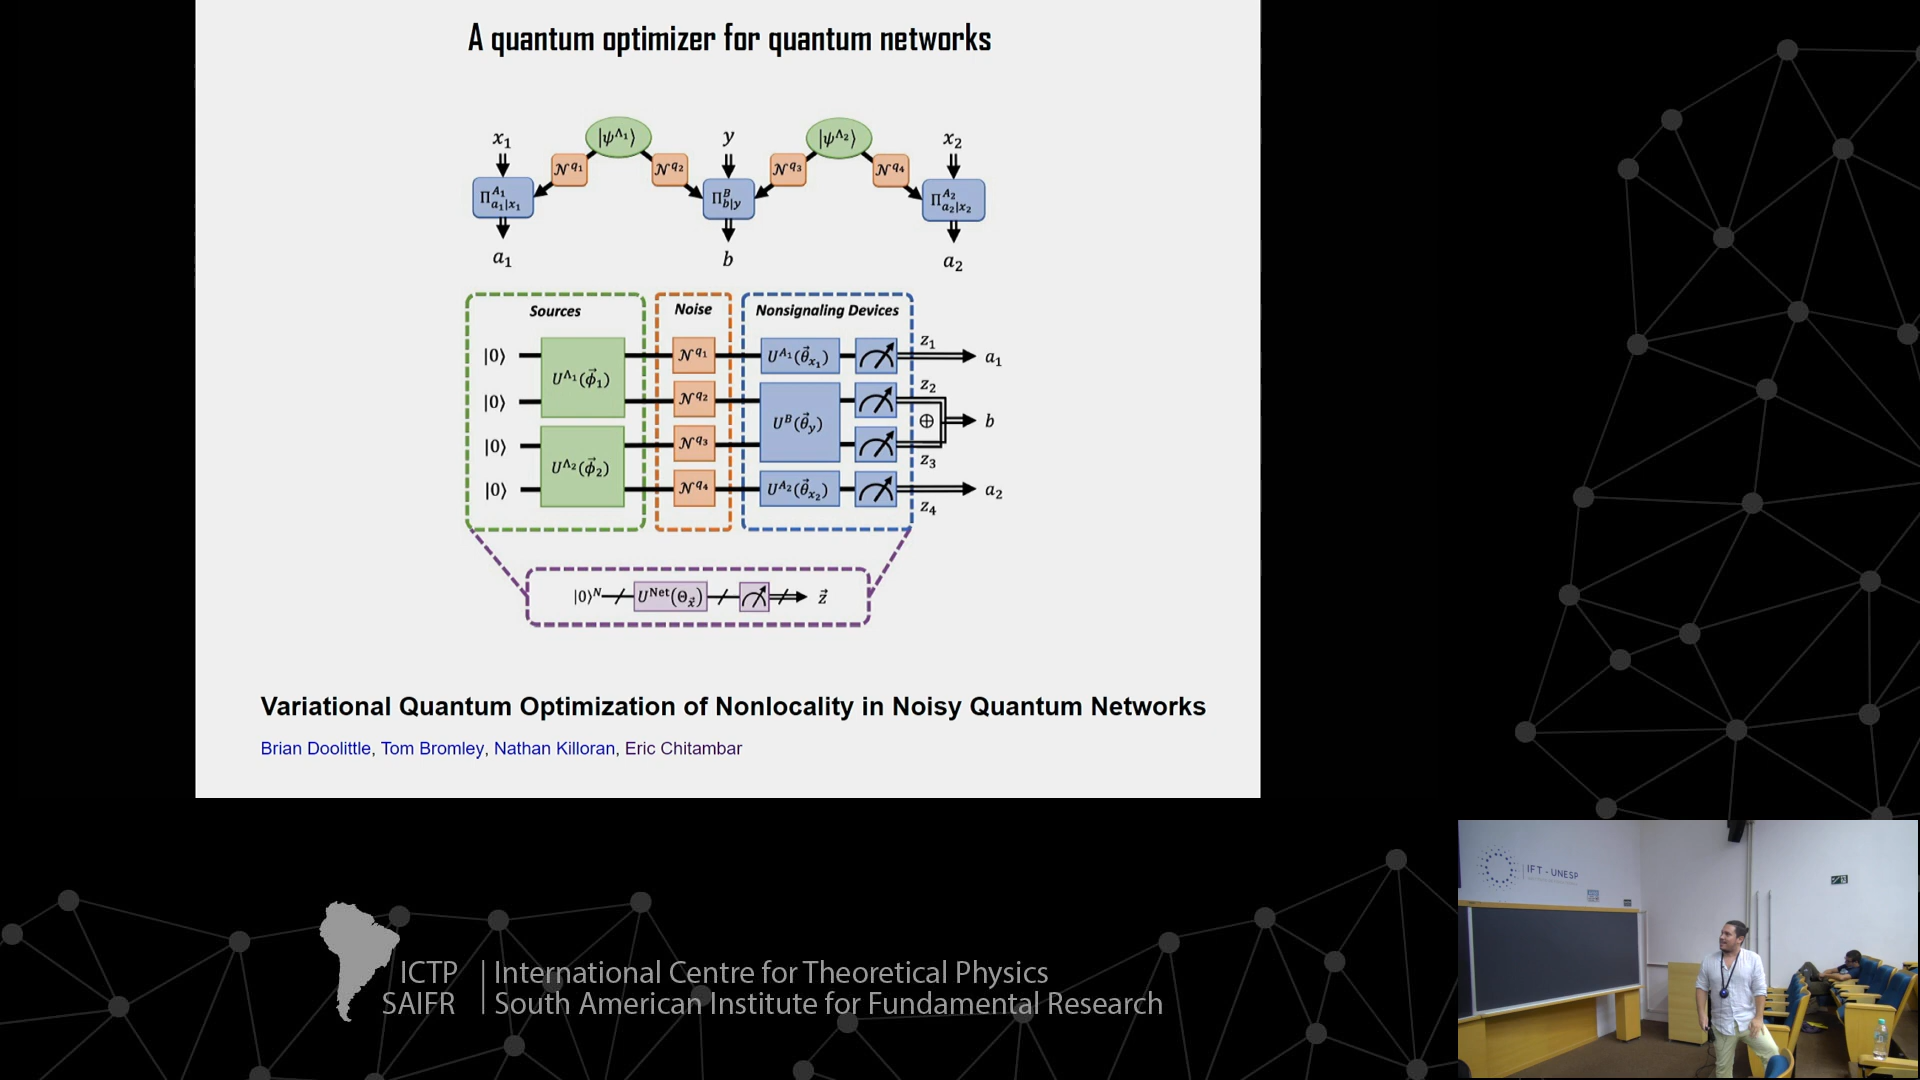 A quantum optimizer for quantum networks
x₁ |ψ^Λ₁⟩ y |ψ^Λ₂⟩ x₂
𝒩^q₁ 𝒩^q₂ 𝒩^q₃ 𝒩^q₄
Π^A₁_a₁|x₁ Π^B_b|y Π^A₂_a₂|x₂
a₁ b a₂
Sources Noise Nonsignaling Devices
|0⟩ 𝒩^q₁ U^A₁(θ⃗_x₁) z₁ a₁
U^Λ₁(ϕ⃗₁)
|0⟩ 𝒩^q₂ z₂
U^B(θ⃗_y) ⊕ b
|0⟩ 𝒩^q₃ z₃
U^Λ₂(ϕ⃗₂)
|0⟩ 𝒩^q₄ U^A₂(θ⃗_x₂) a₂
z₄
|0⟩^N U^Net(Θ_x⃗) z⃗
Variational Quantum Optimization of Nonlocality in Noisy Quantum Networks
Brian Doolittle, Tom Bromley, Nathan Killoran, Eric Chitambar
IFT - UNESP
ICTP | International Centre for Theoretical Physics
SAIFR | South American Institute for Fundamental Research